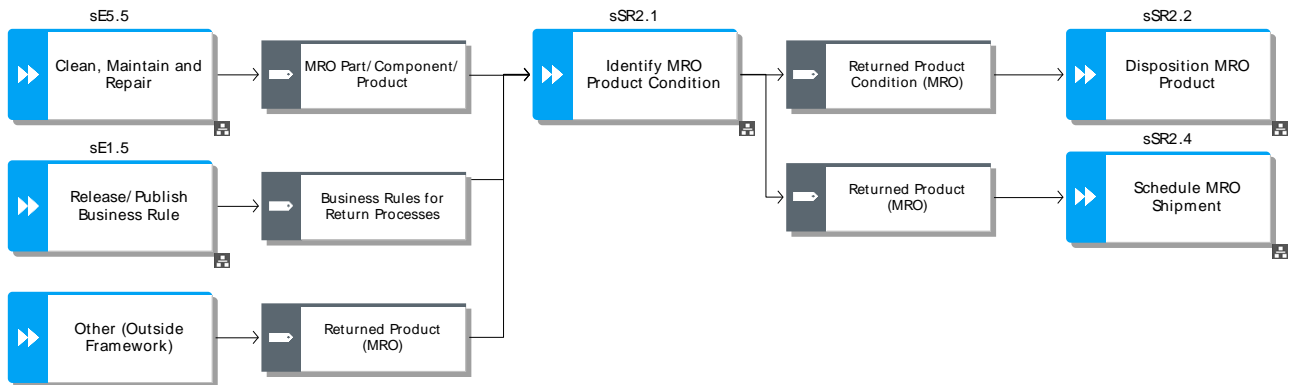 sE5.5
Clean, Maintain and
Repair
MRO Part/ Component/
Product
sSR2.1
Identify MRO
Product Condition
Returned Product
Condition (MRO)
sSR2.2
Disposition MRO
Product
sE1.5
Release/ Publish
Business Rule
Business Rules for
Return Processes
Returned Product
(MRO)
sSR2.4
Schedule MRO
Shipment
Other (Outside
Framework)
Returned Product
(MRO)